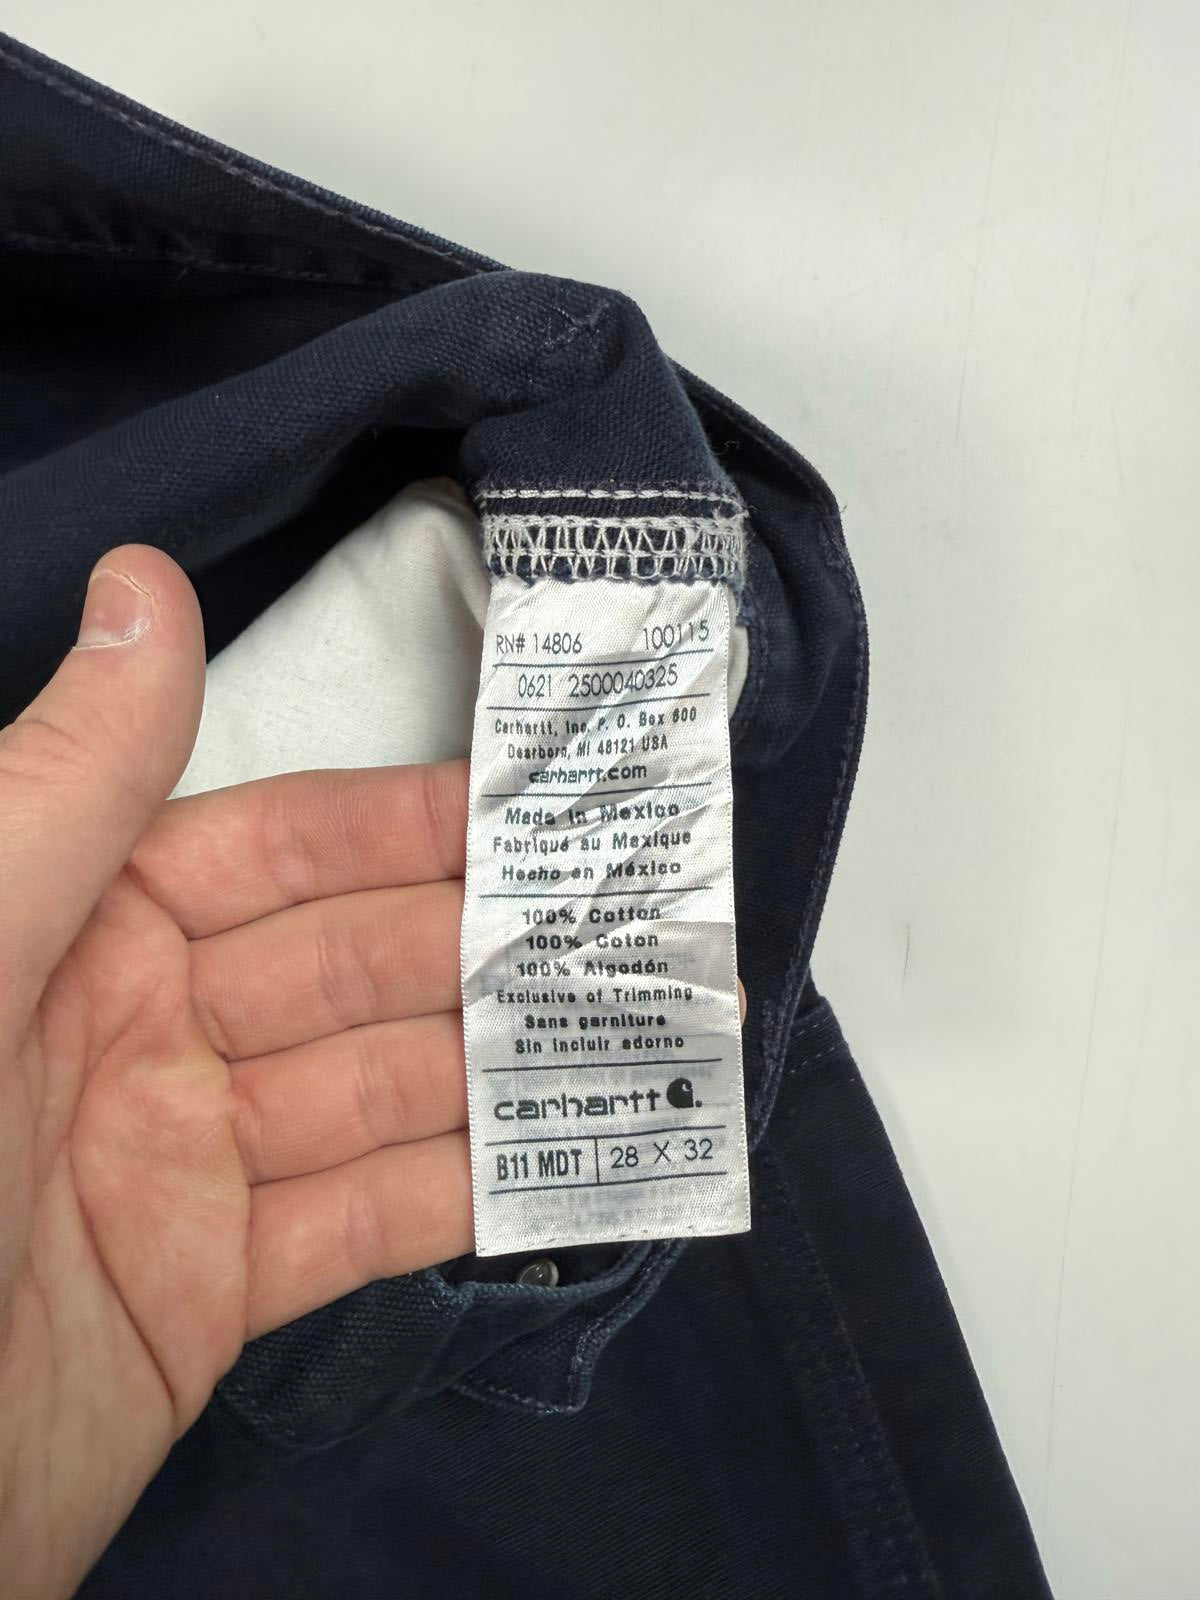 RN# 14806 100115
0621 2500040325
Carhartt, Inc. P. O. Box 600
Dearborn, MI 48121 USA
carhartt.com
Made in Mexico
Fabriqué au Mexique
Hecho en México
100% Cotton
100% Coton
100% Algodón
Exclusive of Trimming
Sans garniture
Sin incluir adorno
carhartt
B11 MDT 28 X 32